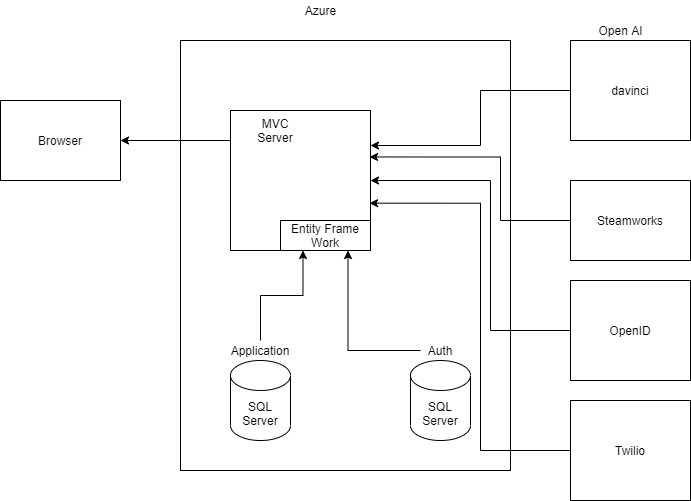 Azure
Open AI
davinci
MVC
Server
Browser
Steamworks
Entity Frame
Work
OpenID
Application
Auth
SQL
Server
SQL
Server
Twilio